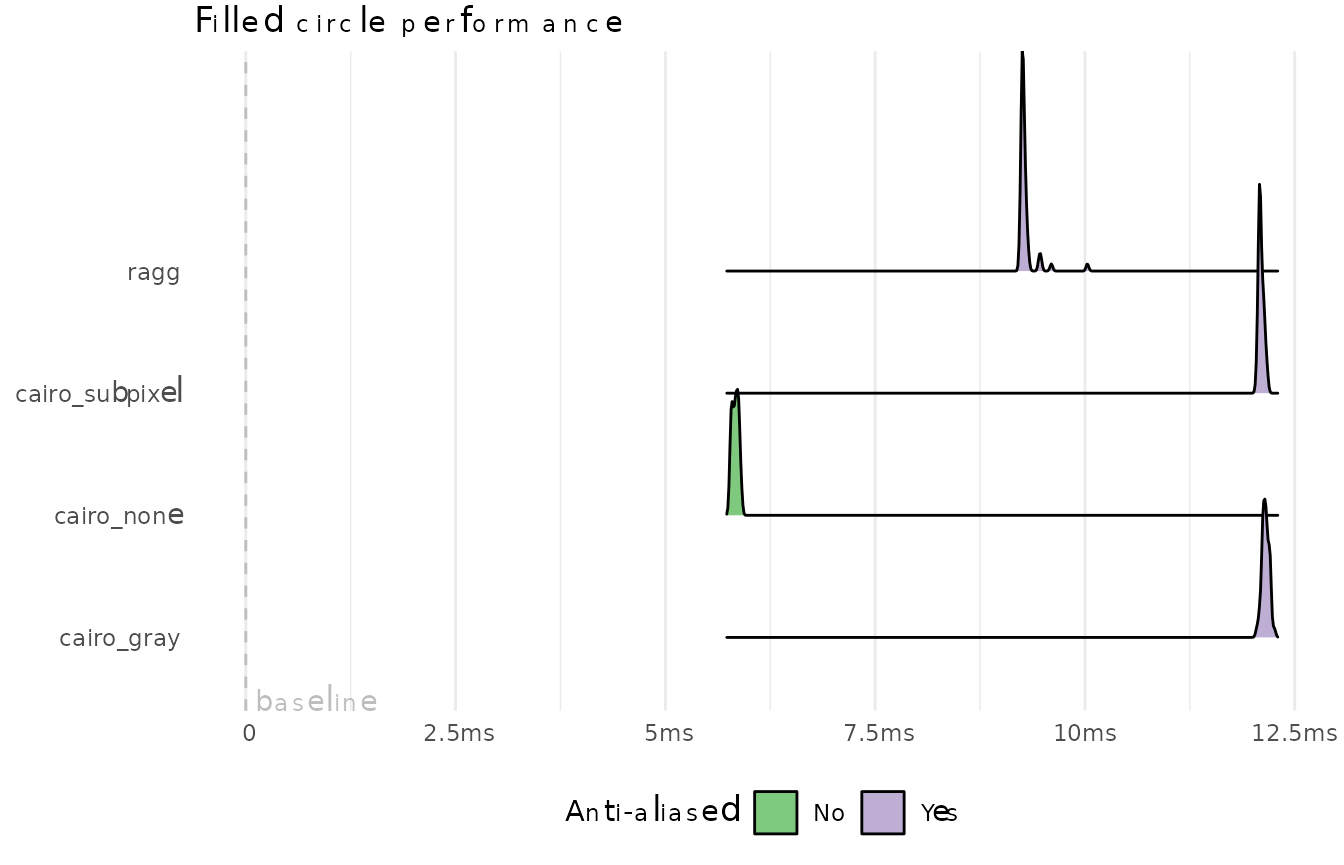 Filled circle performance
ragg
cairo_subpixel
cairo_none
cairo_gray
baseline
0 2.5ms 5ms 7.5ms 10ms 12.5ms
Anti-aliased No Yes